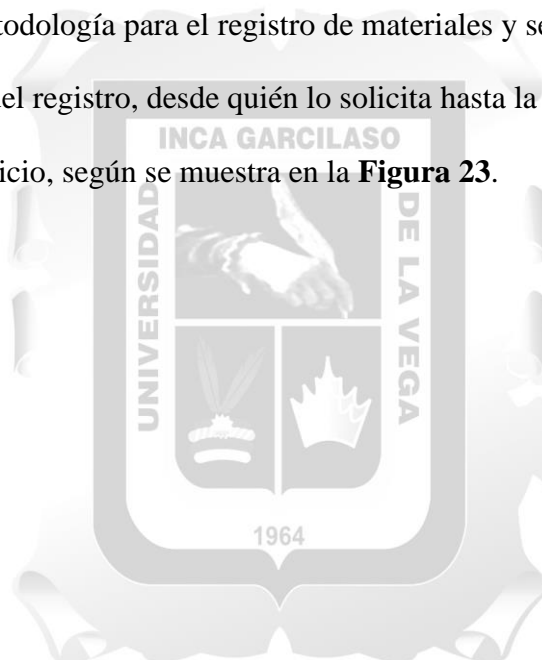 todología para el registro de materiales y se
el registro, desde quién lo solicita hasta la
icio, según se muestra en la Figura 23.
INCA GARCILASO
UNIVERSIDAD
DE LA VEGA
1964